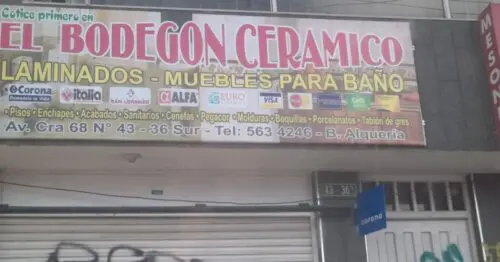 Cotice primero en
EL BODEGON CERAMICO
LAMINADOS - MUEBLES PARA BAÑO
Corona italia ALFA EURO VISA
• Pisos • Enchapes • Acabados • Sanitarios • Cenefas • Pegacor • Molduras • Boquillas • Porcelanatos • Tablón de gres
Av. Cra 68 N° 43 - 36 Sur - Tel: 563 4246 - B. Alquería
MESON
43-36
corona